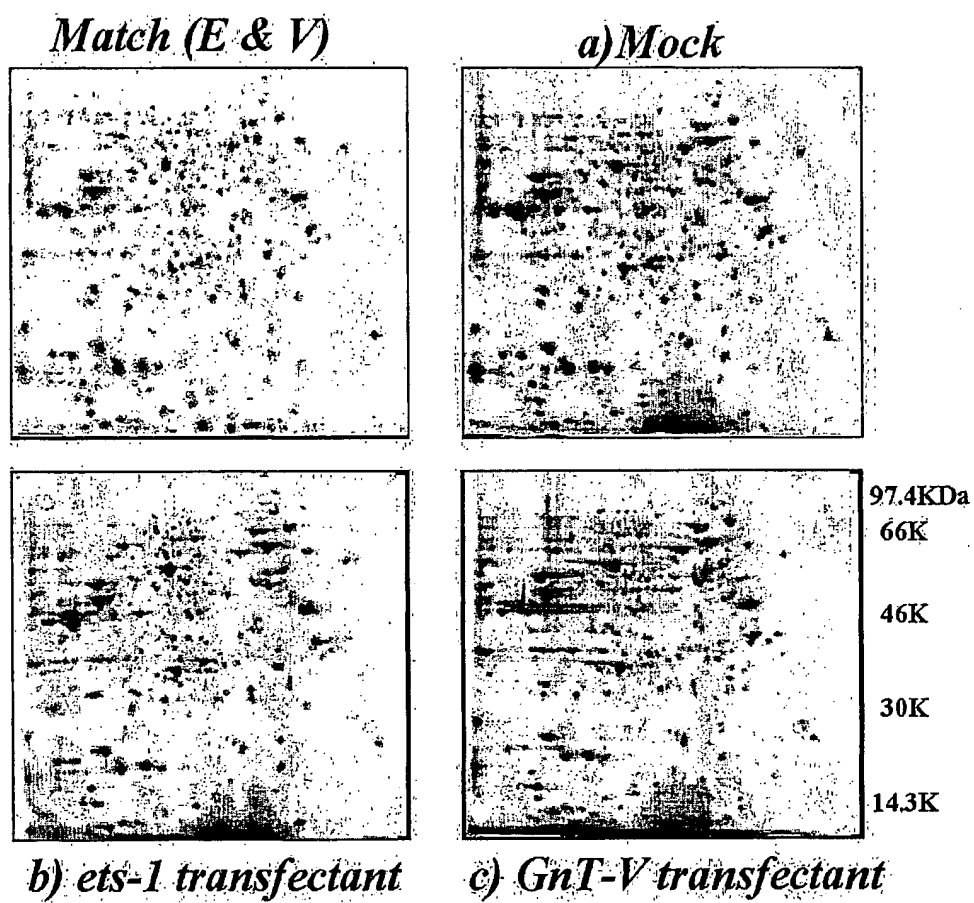 Match (E & V)
a)Mock
97.4KDa
66K
46K
30K
14.3K
b) ets-1 transfectant
c) GnT-V transfectant